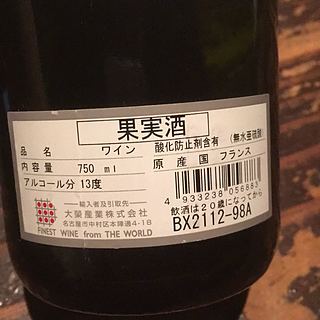 果実酒
品名 ワイン 酸化防止剤含有 (無水亜硫酸)
内容量 750 ml 原産国 フランス
アルコール分 13度
輸入者及引取先
大榮産業株式会社
名古屋市中村区本陣通4-18
FINEST WINE from THE WORLD
4 933238 056883
飲酒は20歳になってから
BX2112-98A